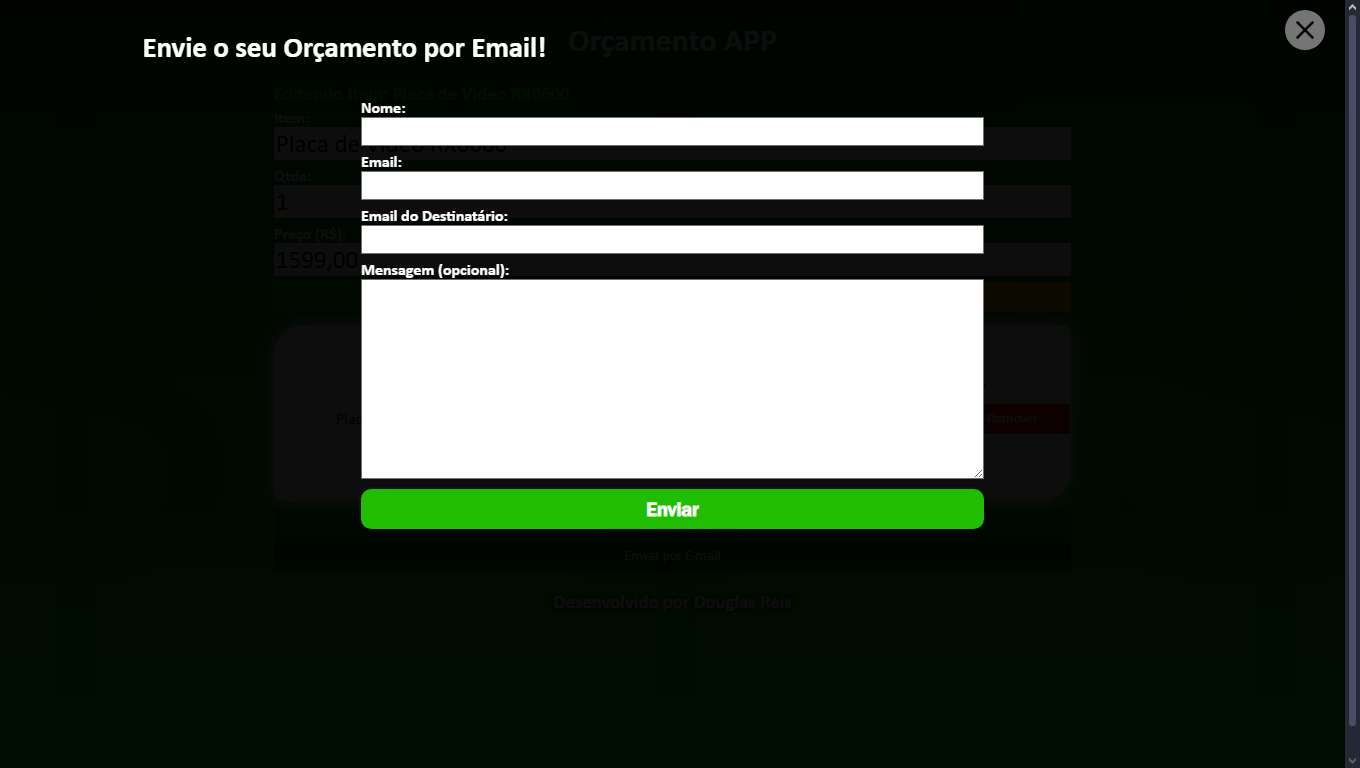 Orçamento APP
Envie o seu Orçamento por Email!
Editando Item: Placa de Video RX6600
Item:
Nome:
Placa de Video RX6600
Email:
Qtde:
1
Email do Destinatário:
Preço (R$):
1599,00
Mensagem (opcional):
Plac
Remover
Enviar
Enviar por E-mail
Desenvolvido por Douglas Reis